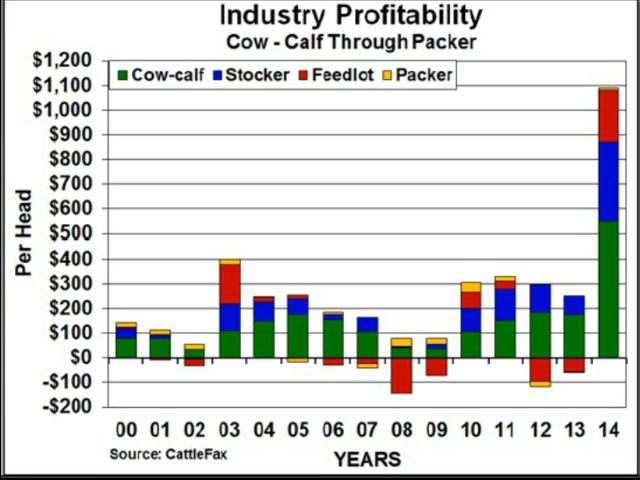 Industry Profitability
Cow - Calf Through Packer
Cow-calf Stocker Feedlot Packer
$1,200
$1,100
$1,000
$900
$800
$700
$600
$500
$400
$300
$200
$100
$0
-$100
-$200
Per Head
00 01 02 03 04 05 06 07 08 09 10 11 12 13 14
Source: CattleFax
YEARS